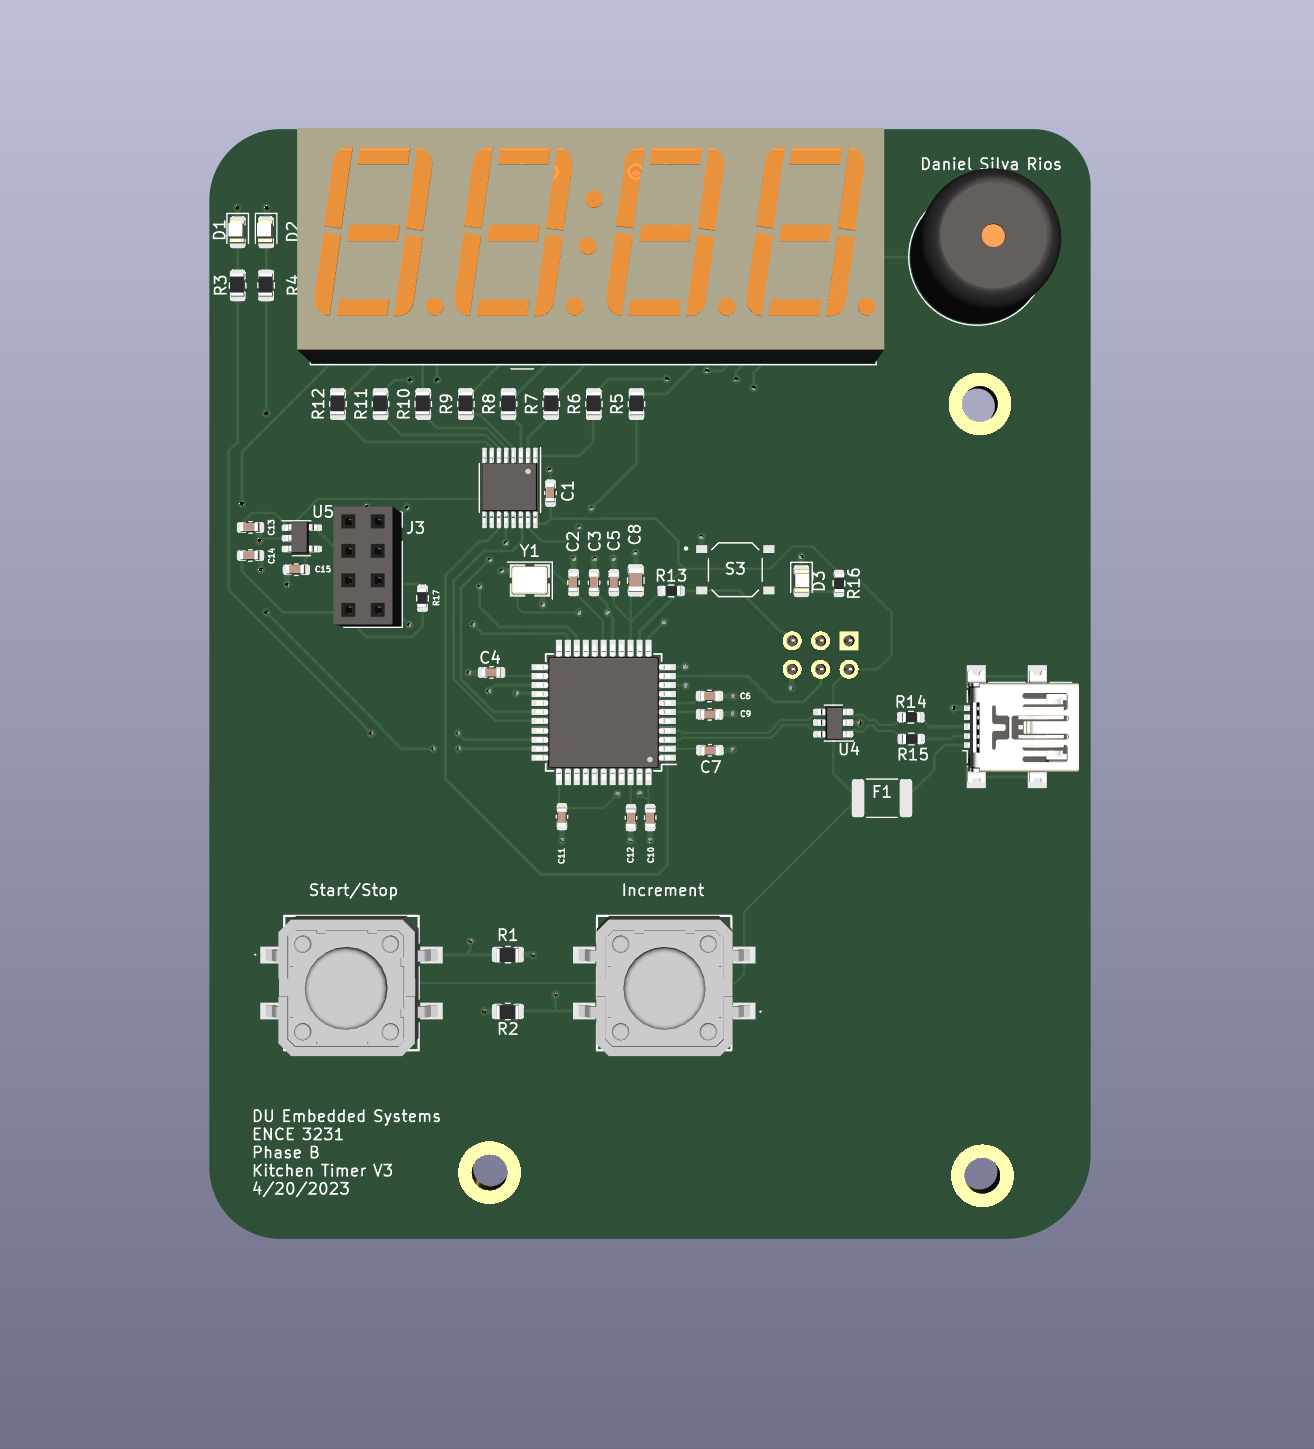 Daniel Silva Rios
D1
D2
R3
R4
R12
R11
R10
R9
R8
R7
R6
R5
C1
U5
J3
C13
C14
C15
R17
Y1
C2
C3
C5
C8
R13
S3
D3
R16
C4
C6
C9
C7
U4
R14
R15
F1
C11
C12
C10
Start/Stop
Increment
R1
R2
DU Embedded Systems
ENCE 3231
Phase B
Kitchen Timer V3
4/20/2023